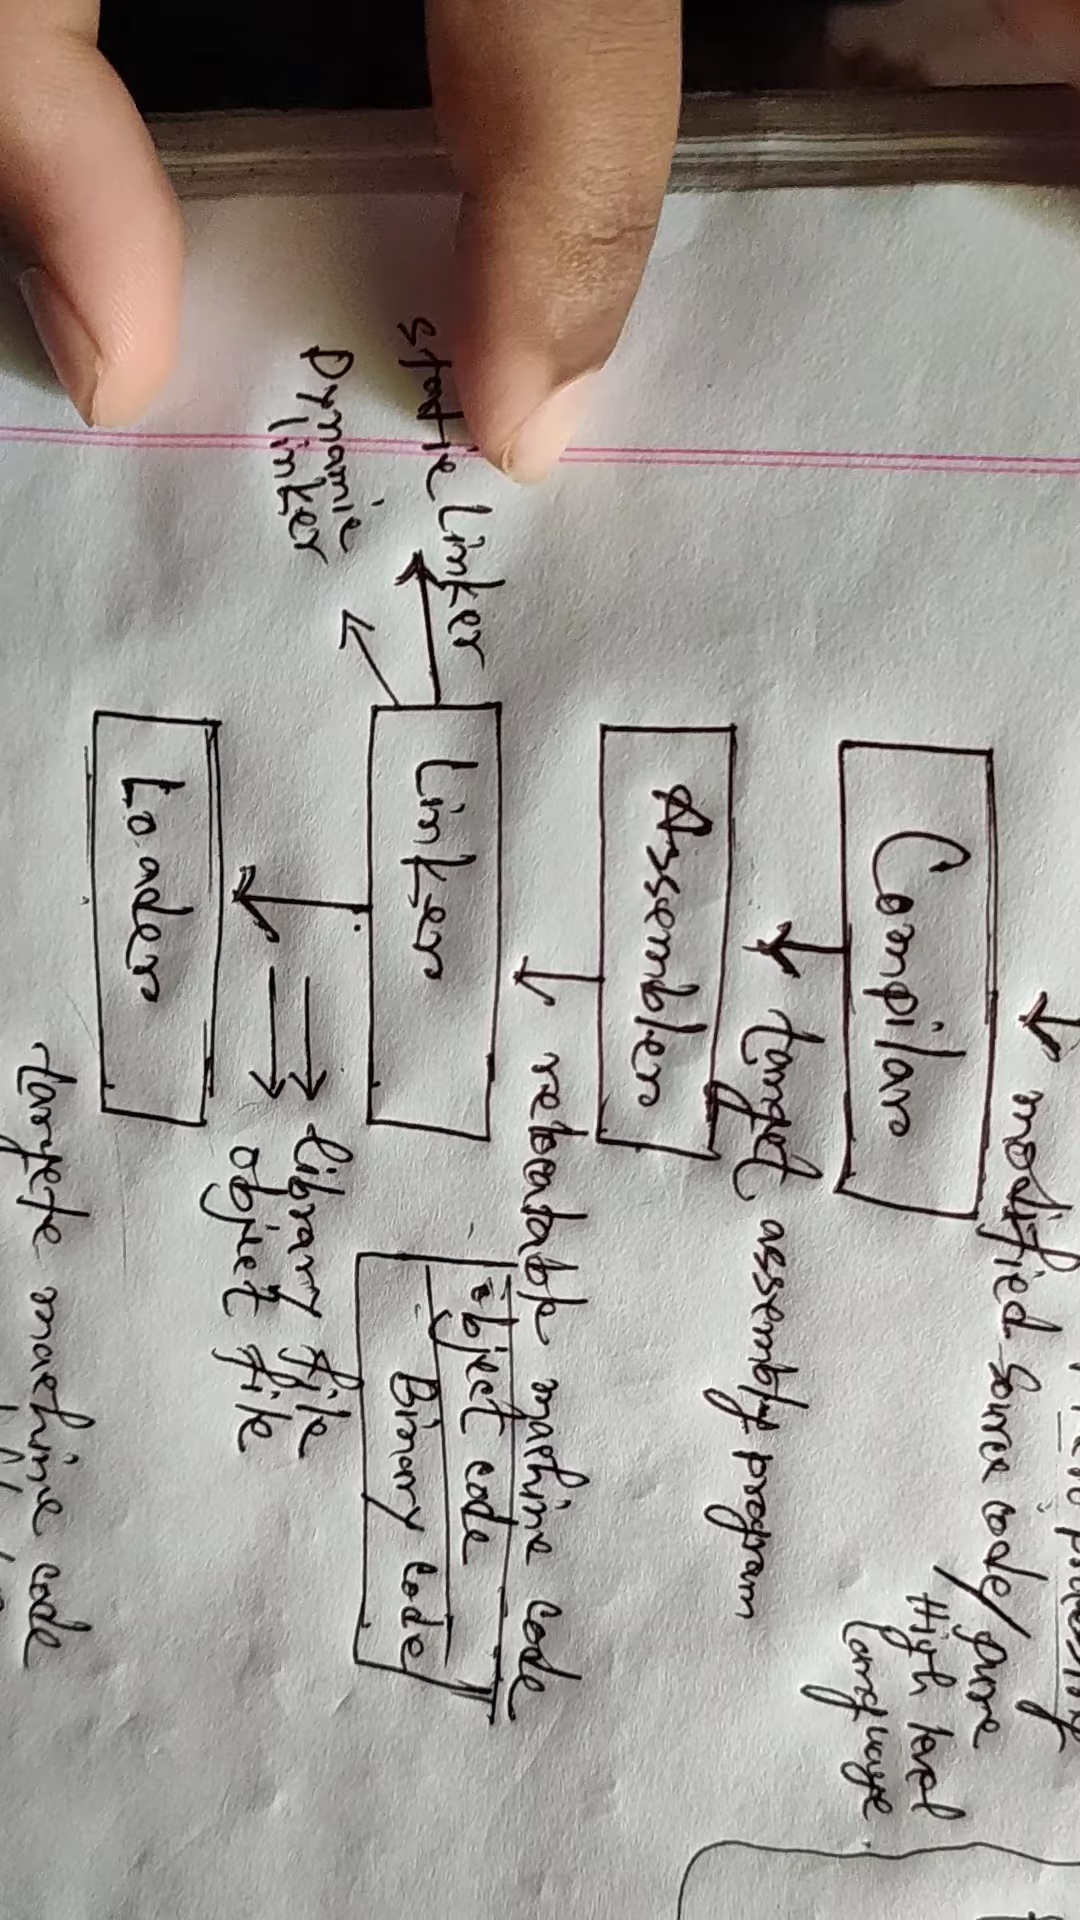 modified source code/pure
High level
language
Compilar
target assembly program
Assembler
relocatable machine code
object code
Binary code
static linker
Linker
Dynamic
linker
library file
object file
Loader
targete machine code